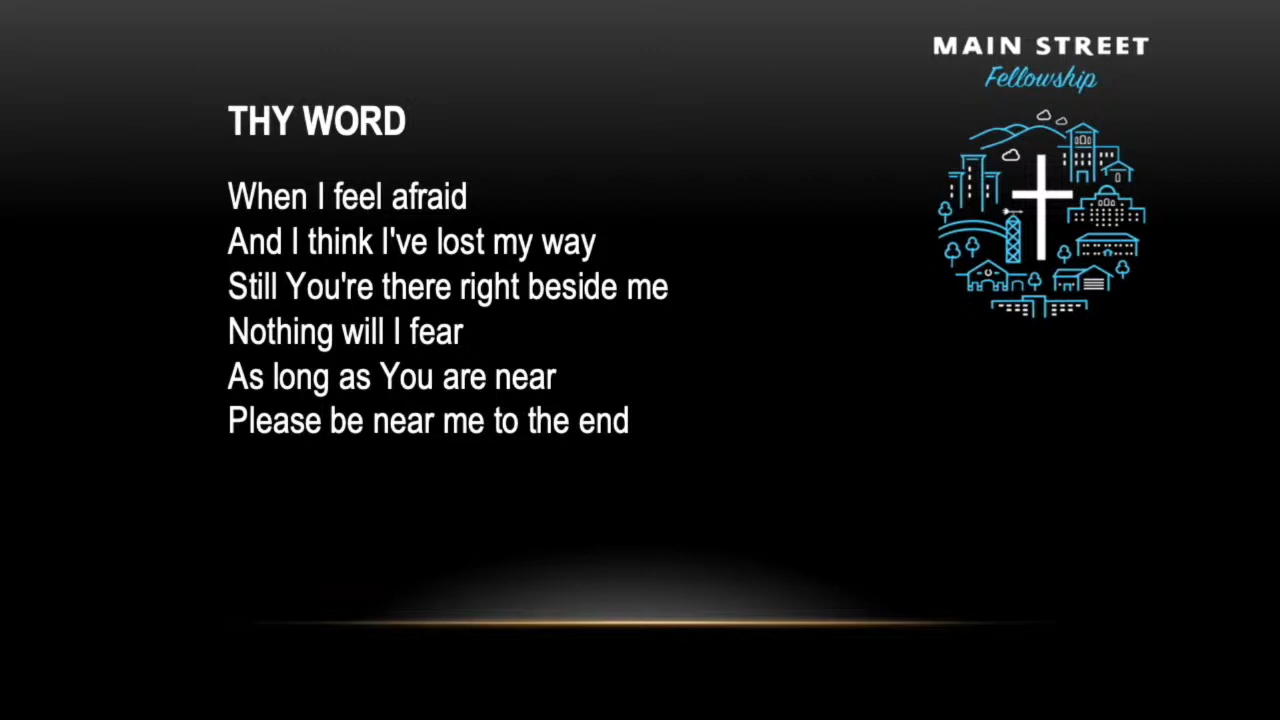 MAIN STREET
Fellowship
THY WORD
When I feel afraid
And I think I've lost my way
Still You're there right beside me
Nothing will I fear
As long as You are near
Please be near me to the end